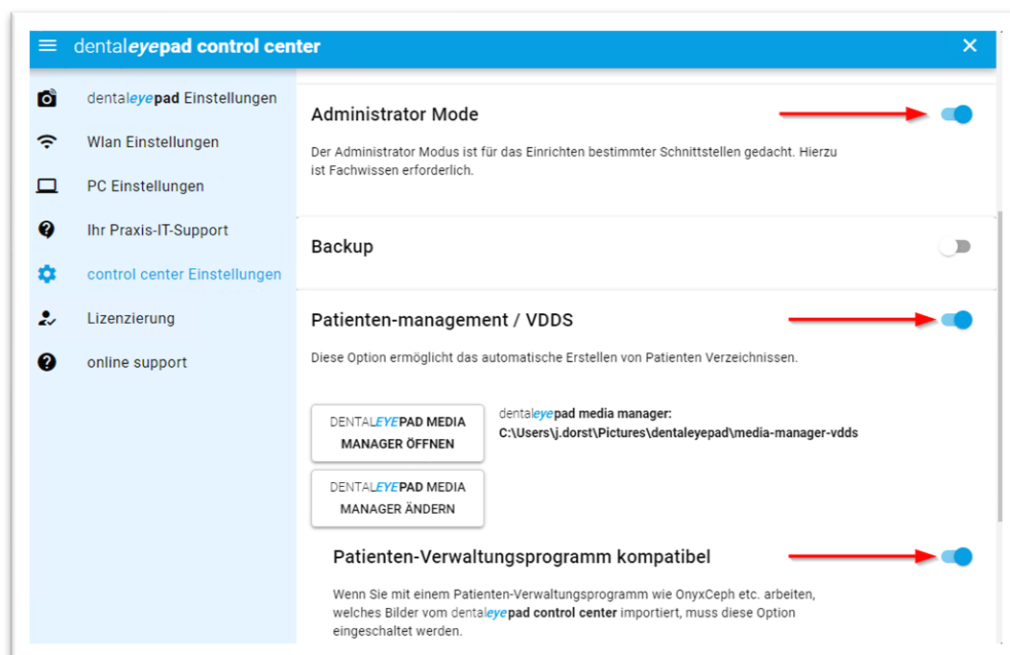 dentaleyepad control center
dentaleyepad Einstellungen
Wlan Einstellungen
PC Einstellungen
Ihr Praxis-IT-Support
control center Einstellungen
Lizenzierung
online support
Administrator Mode
Der Administrator Modus ist für das Einrichten bestimmter Schnittstellen gedacht. Hierzu
ist Fachwissen erforderlich.
Backup
Patienten-management / VDDS
Diese Option ermöglicht das automatische Erstellen von Patienten Verzeichnissen.
DENTALEYEPAD MEDIA
MANAGER ÖFFNEN
dentaleyepad media manager:
C:\Users\j.dorst\Pictures\dentaleyepad\media-manager-vdds
DENTALEYEPAD MEDIA
MANAGER ÄNDERN
Patienten-Verwaltungsprogramm kompatibel
Wenn Sie mit einem Patienten-Verwaltungsprogramm wie OnyxCeph etc. arbeiten,
welches Bilder vom dentaleyepad control center importiert, muss diese Option
eingeschaltet werden.